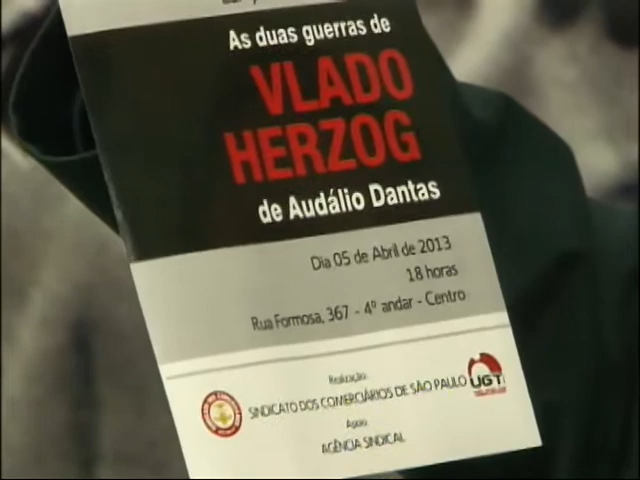 As duas guerras de
VLADO
HERZOG
de Audálio Dantas
Dia 05 de Abril de 2013
18 horas
Rua Formosa, 367 - 4º andar - Centro
Realização:
SINDICATO DOS COMERCIÁRIOS DE SÃO PAULO UGT
Apoio
AGÊNCIA SINDICAL